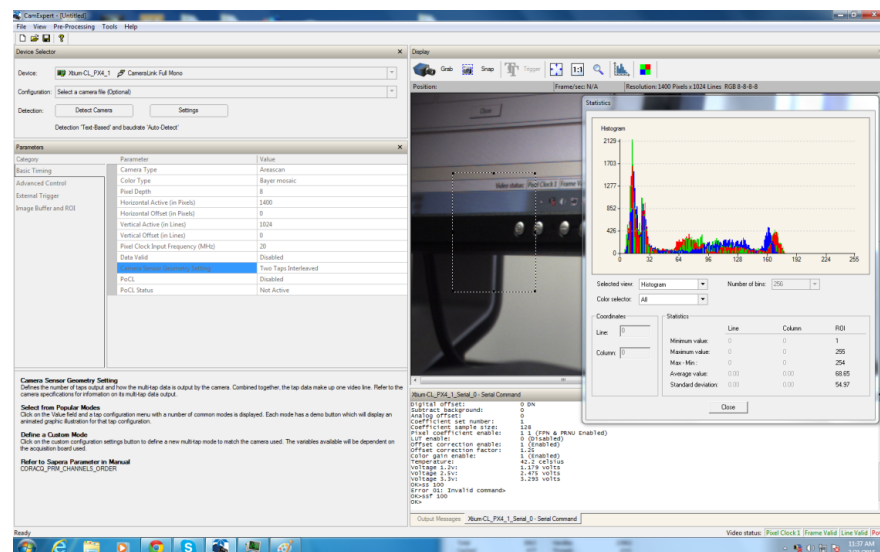 CamExpert - [Untitled]
File View Pre-Processing Tools Help
Device Selector
Device: Xtium-CL_PX4_1 CameraLink Full Mono
Configuration: Select a camera file (Optional)
Detection: Detect Camera Settings
Detection 'Text-Based' and baudrate 'Auto-Detect'
Parameters
Category Parameter Value
Basic Timing
Advanced Control
External Trigger
Image Buffer and ROI
Camera Type Areascan
Color Type Bayer mosaic
Pixel Depth 8
Horizontal Active (in Pixels) 1400
Horizontal Offset (in Pixels) 0
Vertical Active (in Lines) 1024
Vertical Offset (in Lines) 0
Pixel Clock Input Frequency (MHz) 20
Data Valid Disabled
Camera Sensor Geometry Setting Two Taps Interleaved
PoCL Disabled
PoCL Status Not Active
Camera Sensor Geometry Setting
Defines the number of taps output and how the multi-tap data is output by the camera. Combined together, the tap data make up one video line. Refer to the
camera specifications for information on its multi-tap data output.
Select from Popular Modes
Click on the Value field and a tap configuration menu with a number of common modes is displayed. Each mode has a demo button which will display an
animated graphic illustration for that tap configuration.
Define a Custom Mode
Click on the custom configuration settings button to define a new multi-tap mode to match the camera used. The variables available will be dependent on
the acquisition board used.
Refer to Sapera Parameter in Manual
CORACQ_PRM_CHANNELS_ORDER
Display
Grab Snap Trigger 1:1
Position: Frame/sec: N/A Resolution: 1400 Pixels x 1024 Lines RGB 8-8-8-8
Close
Video status: Pixel Clock 1 Frame
Statistics
Histogram
2129
1703
1277
852
426
0
0 32 64 96 128 160 192 224 255
Selected view: Histogram Number of bins: 256
Color selector: All
Coordinates
Line: 0
Column: 0
Statistics
Line Column ROI
Minimum value: 0 0 1
Maximum value: 0 0 255
Max - Min : 0 0 254
Average value: 0.00 0.00 68.65
Standard deviation: 0.00 0.00 54.97
Close
Xtium-CL_PX4_1_Serial_0 - Serial Command
Digital offset: 0 DN
Subtract background: 0
Analog offset: 0
Coefficient set number: 1
Coefficient sample size: 128
Pixel coefficient enable: 1 1 (FPN & PRNU Enabled)
LUT enable: 0 (Disabled)
Offset correction enable: 1 (Enabled)
Offset correction factor: 1.25
Color gain enable: 1 (Enabled)
Temperature: 42.2 Celsius
Voltage 1.2v: 1.179 volts
Voltage 2.5v: 2.475 volts
Voltage 3.3v: 3.293 volts
OK>ss 100
Error 01: Invalid command>
OK>ssf 100
OK>
Output Messages Xtium-CL_PX4_1_Serial_0 - Serial Command
Ready
Video status: Pixel Clock 1 Frame Valid Line Valid
11:37 AM